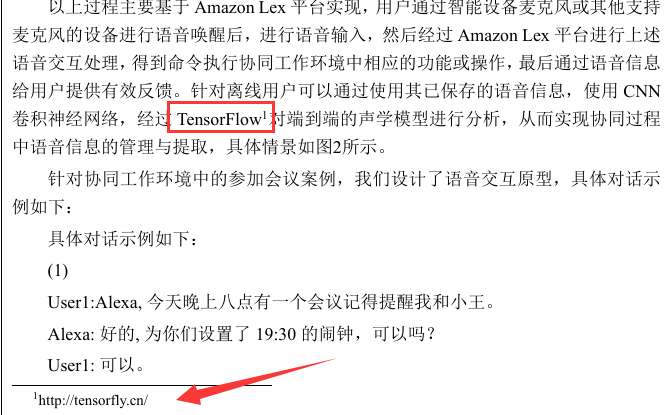 以上过程主要基于 Amazon Lex 平台实现，用户通过智能设备麦克风或其他支持
麦克风的设备进行语音唤醒后，进行语音输入，然后经过 Amazon Lex 平台进行上述
语音交互处理，得到命令执行协同工作环境中相应的功能或操作，最后通过语音信息
给用户提供有效反馈。针对离线用户可以通过使用其已保存的语音信息，使用 CNN
卷积神经网络，经过 TensorFlow¹对端到端的声学模型进行分析，从而实现协同过程
中语音信息的管理与提取，具体情景如图2所示。
针对协同工作环境中的参加会议案例，我们设计了语音交互原型，具体对话示
例如下：
具体对话示例如下：
(1)
User1:Alexa, 今天晚上八点有一个会议记得提醒我和小王。
Alexa: 好的, 为你们设置了 19:30 的闹钟，可以吗？
User1: 可以。
¹http://tensorfly.cn/